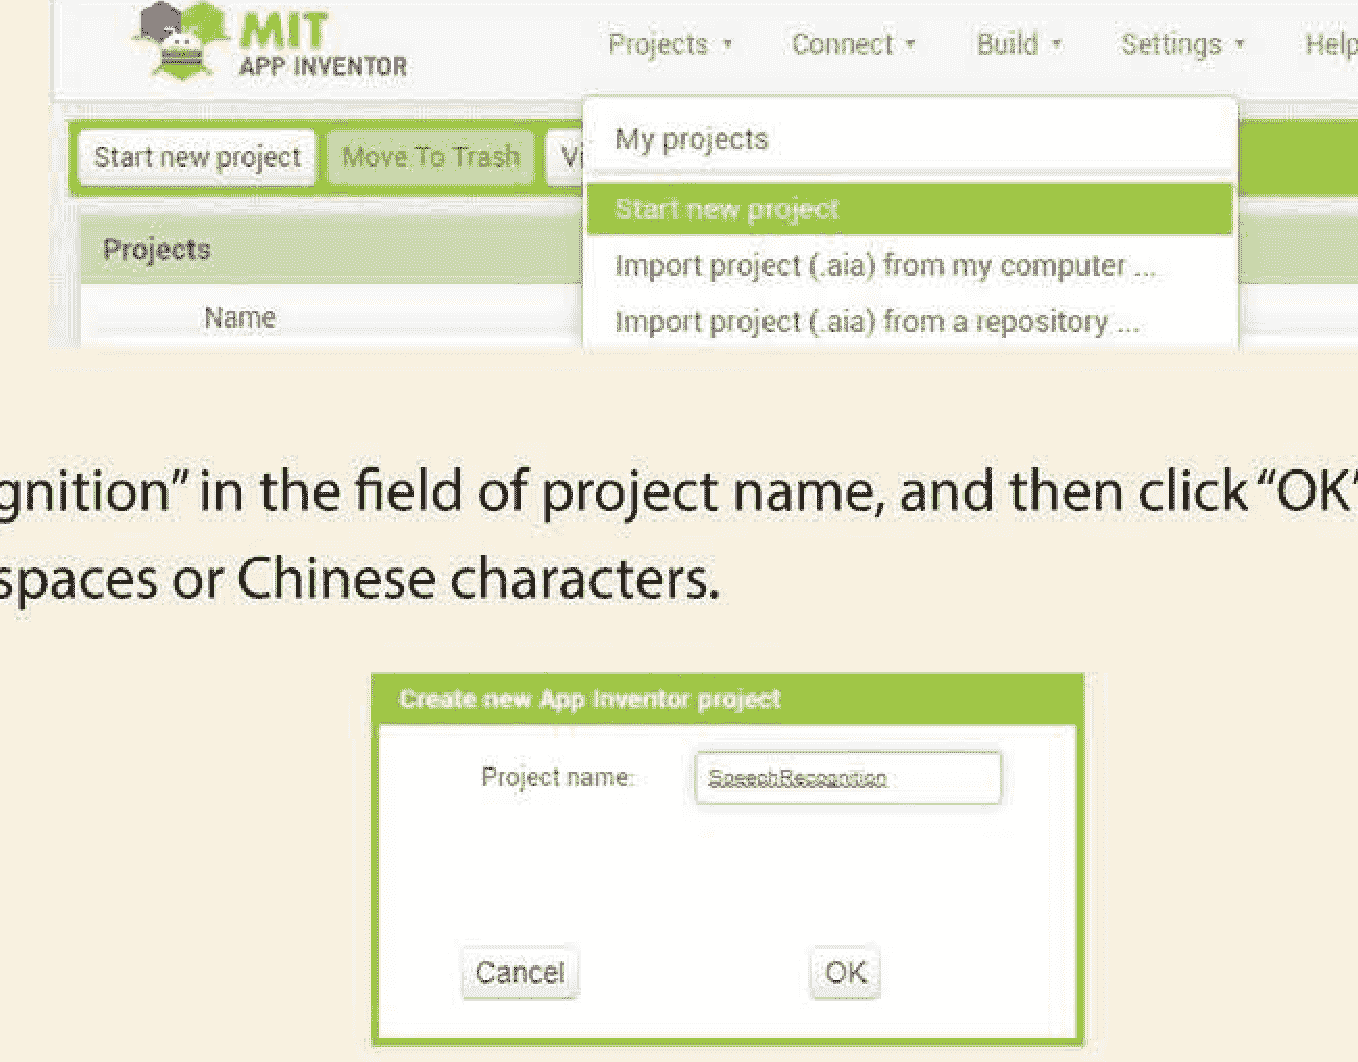 MIT
APP INVENTOR
Projects Connect Build Settings Help
Start new project Move To Trash Vi
My projects
Start new project
Import project (.aia) from my computer ...
Import project (.aia) from a repository ...
Projects
Name
gnition” in the field of project name, and then click “OK”
spaces or Chinese characters.
Create new App Inventor project
Project name: SpeechRecognition
Cancel OK